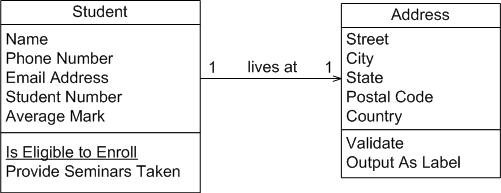 Student
Name
Phone Number
Email Address
Student Number
Average Mark
Is Eligible to Enroll
Provide Seminars Taken
1 lives at 1
Address
Street
City
State
Postal Code
Country
Validate
Output As Label